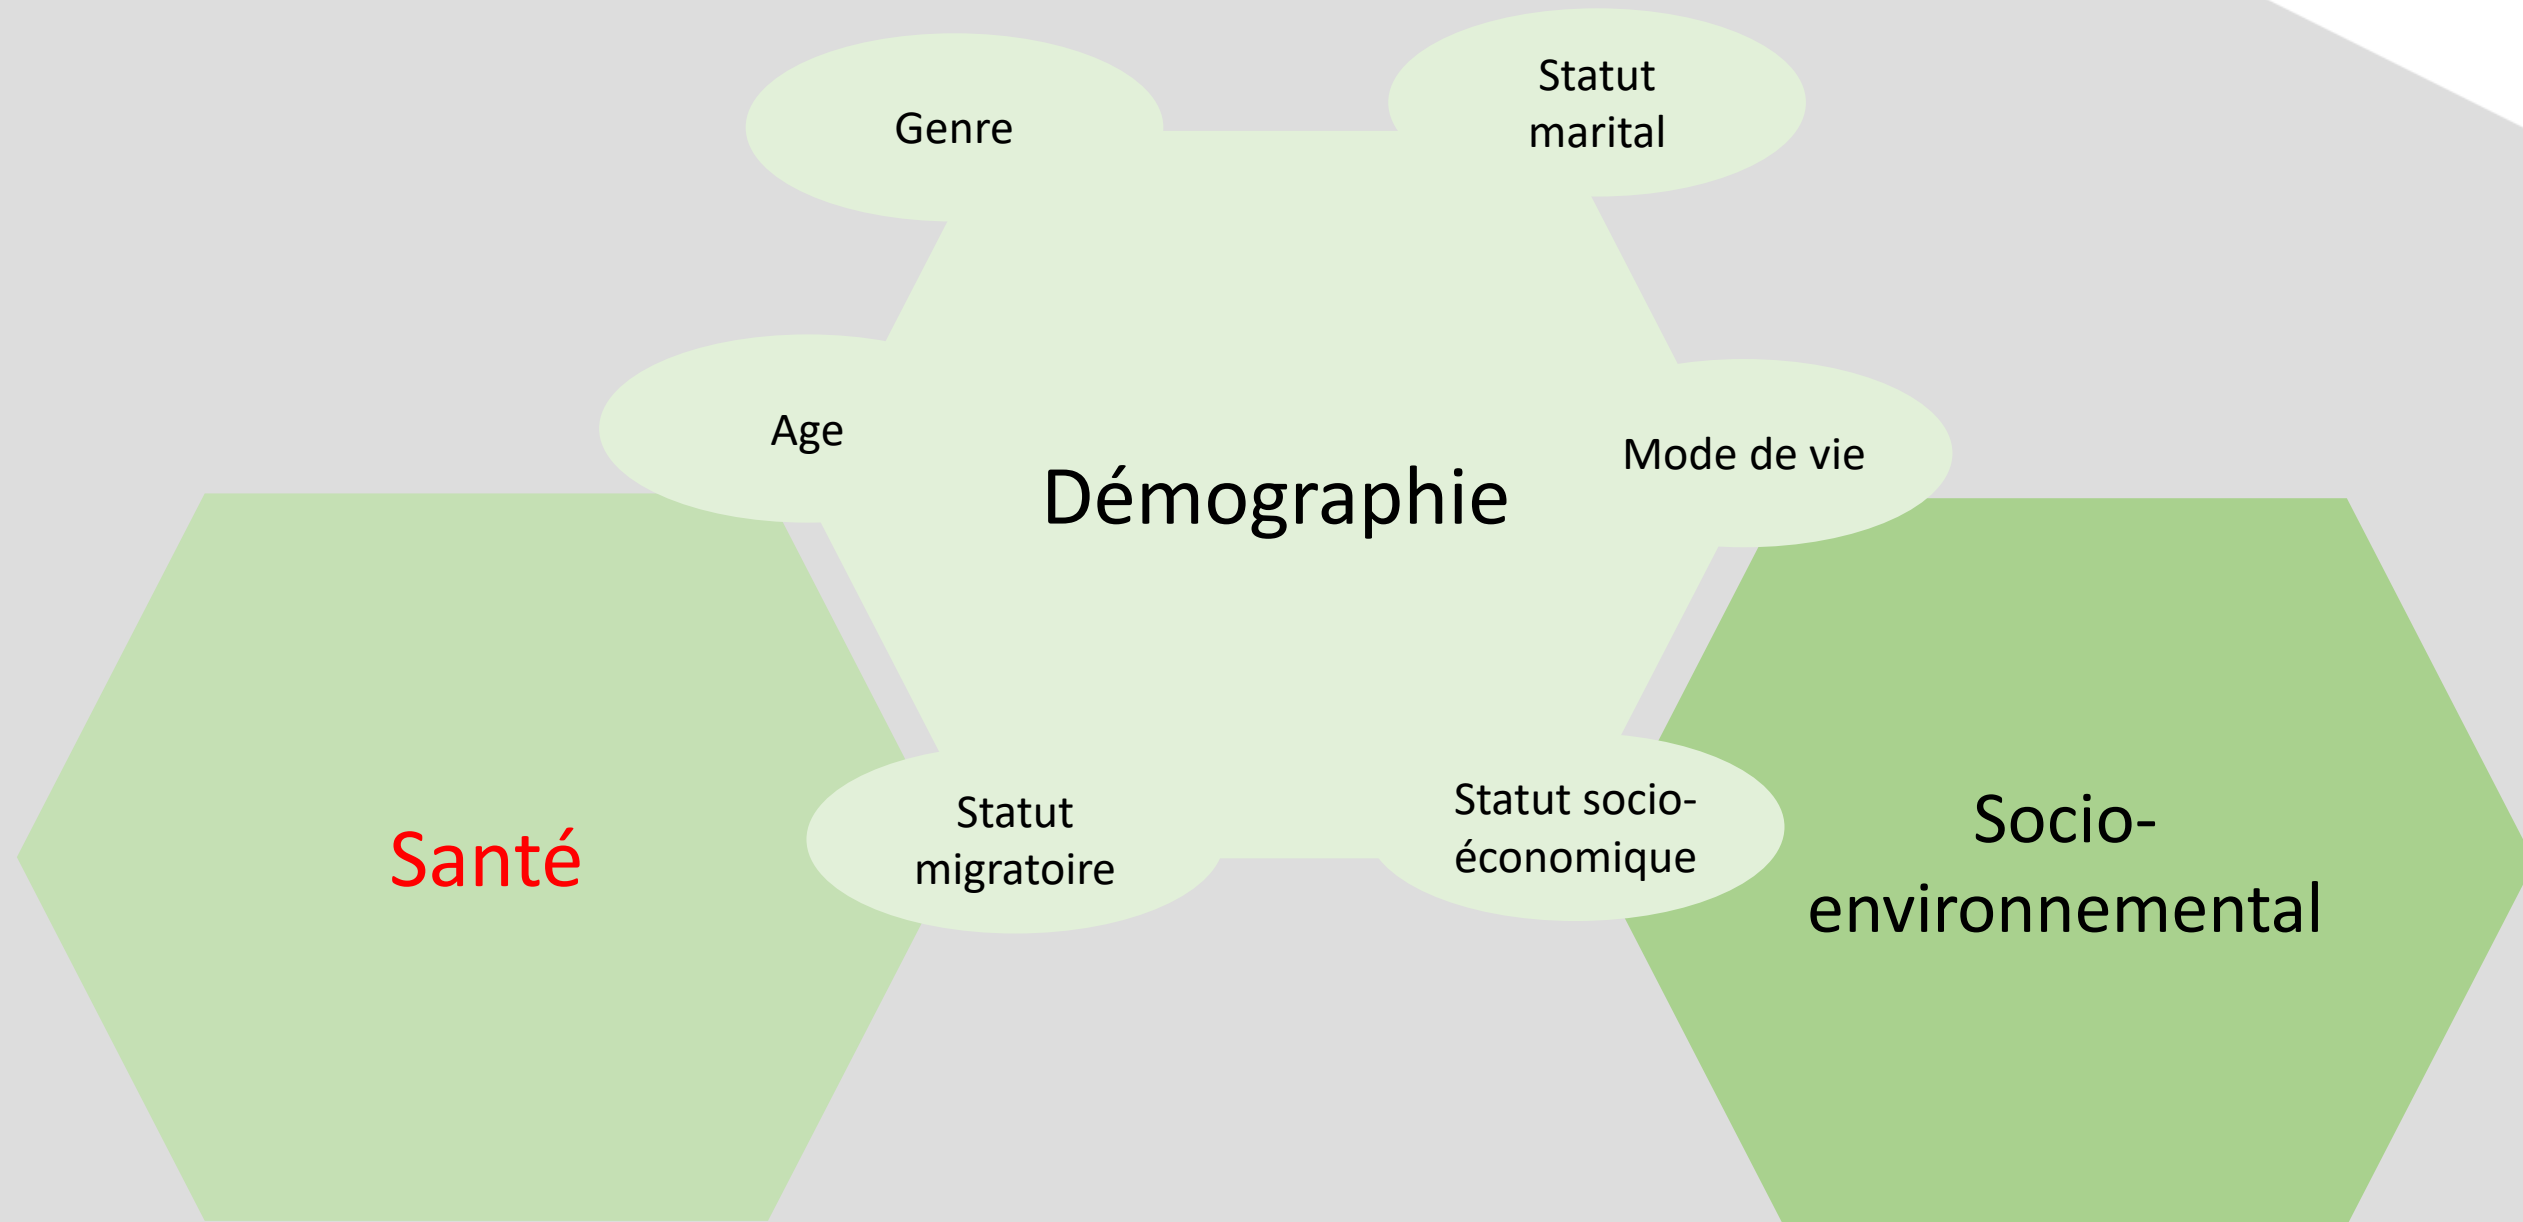 Genre
Statut
marital
Age
Mode de vie
Démographie
Statut
migratoire
Statut socio-
économique
Santé
Socio-
environnemental